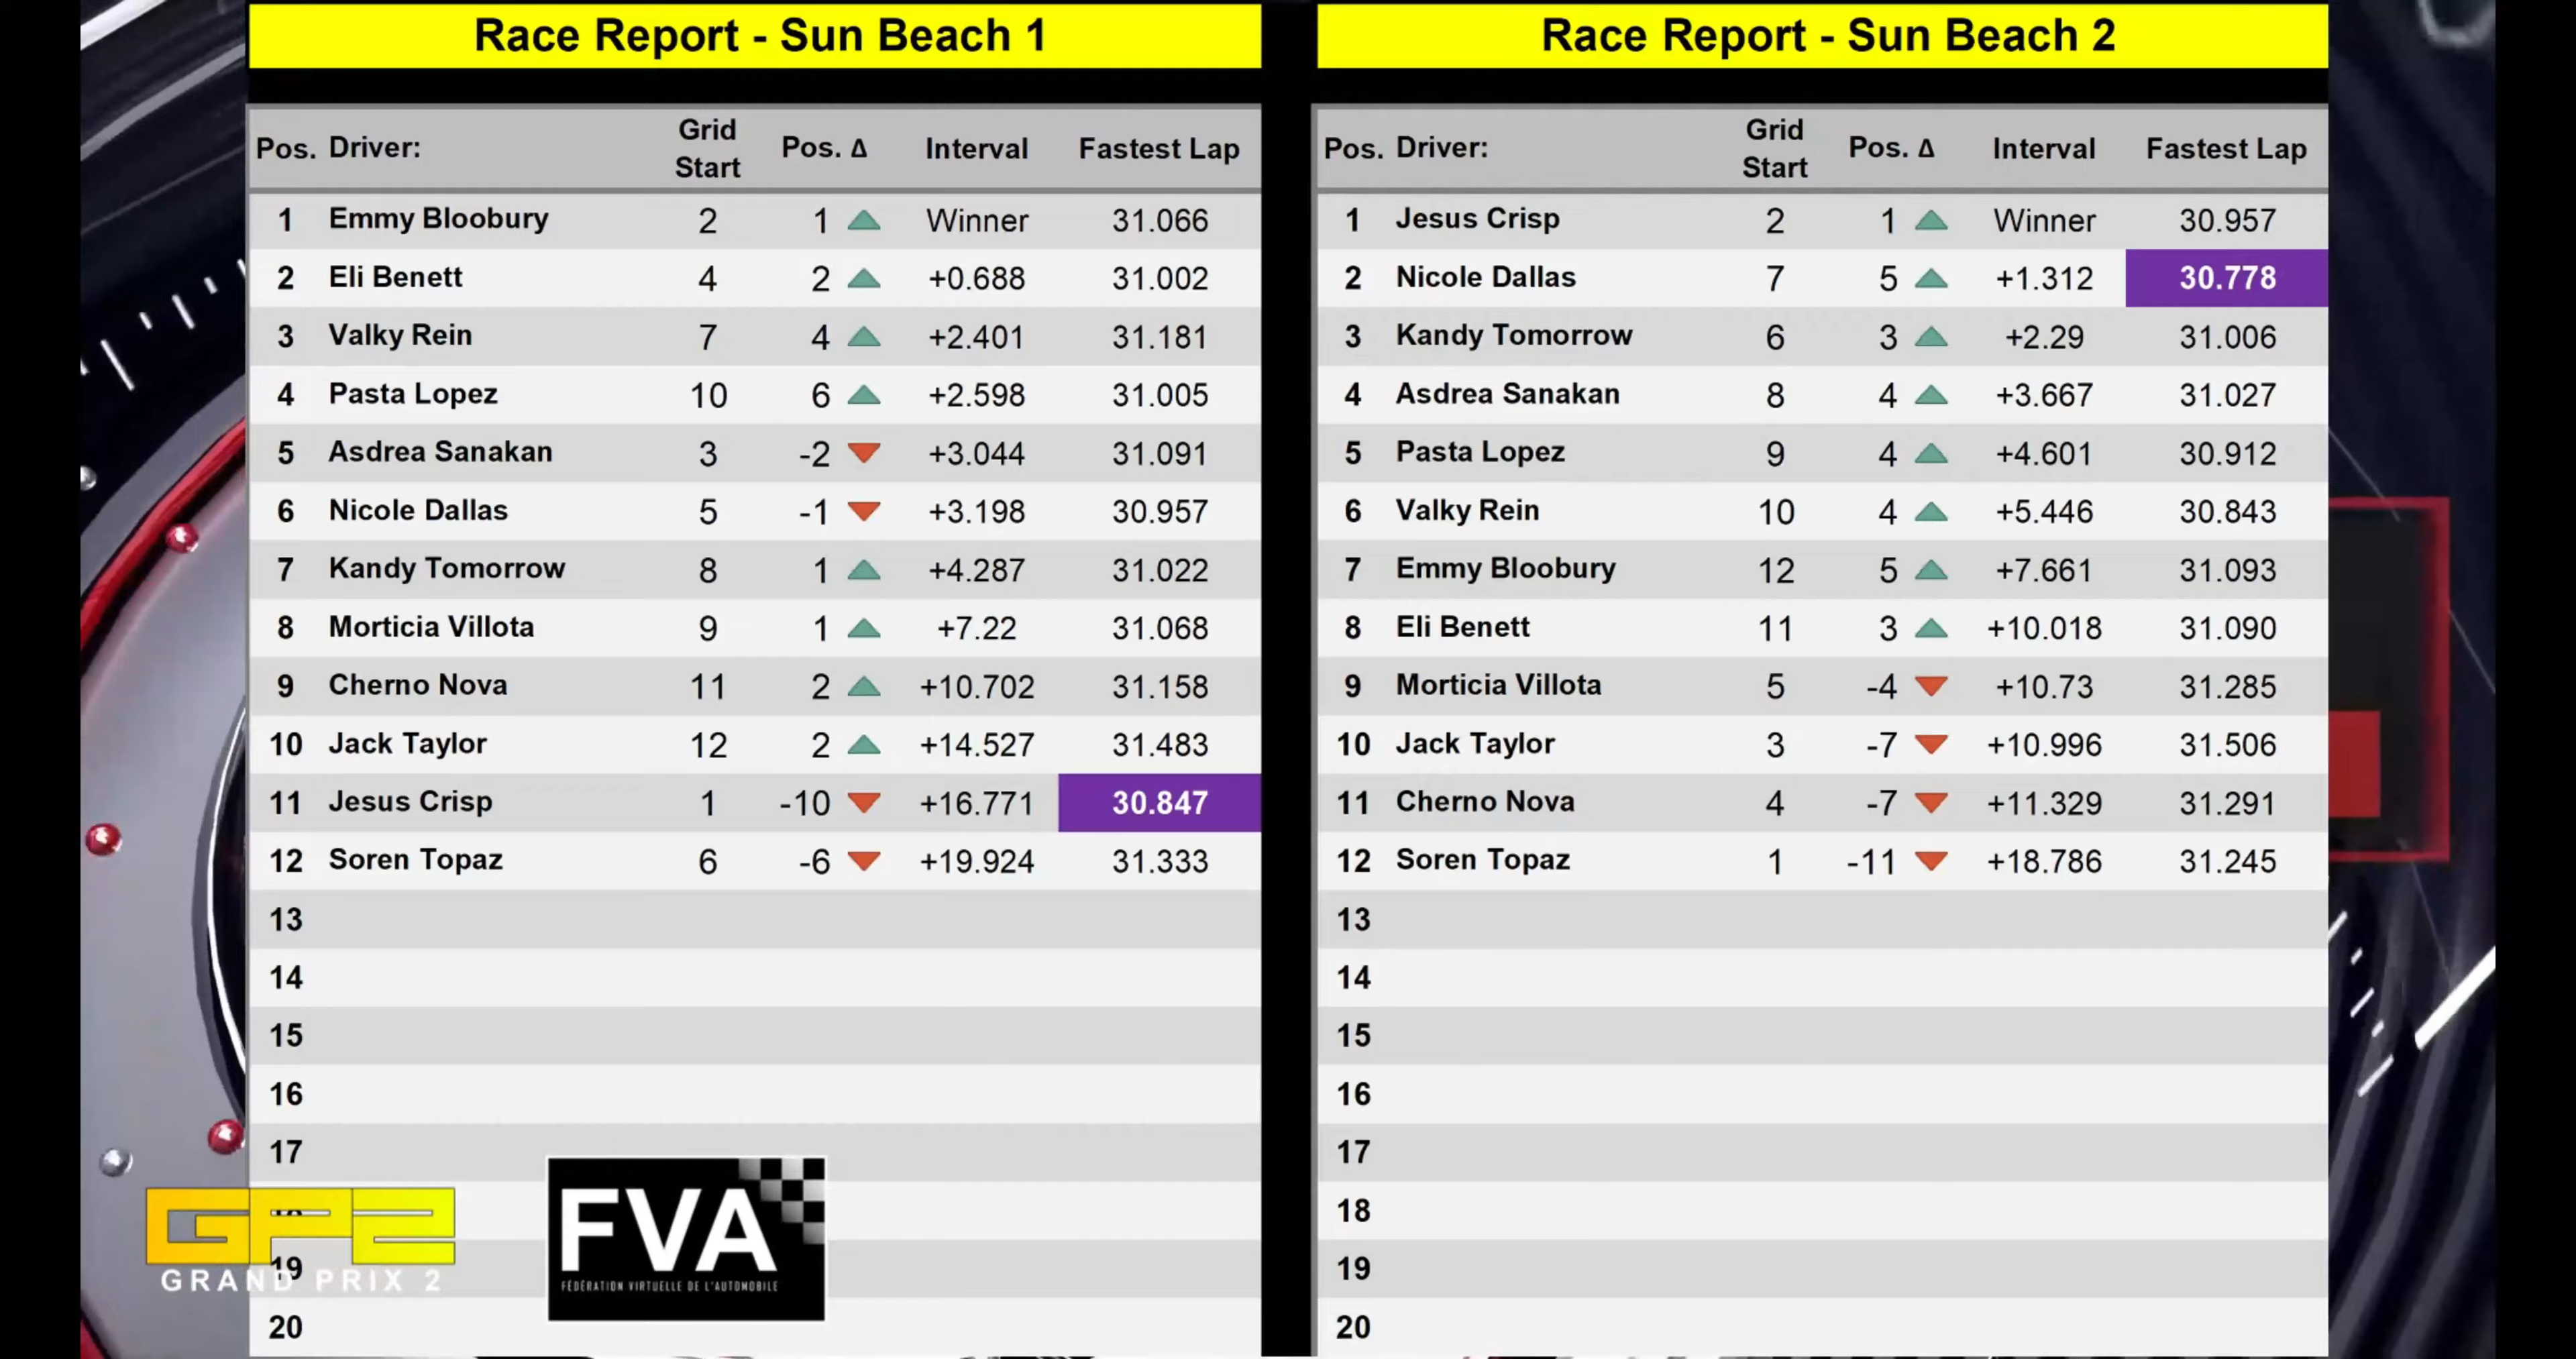 Race Report - Sun Beach 1
Pos. Driver: Grid Start Pos. Δ Interval Fastest Lap
1 Emmy Bloobury 2 1 Winner 31.066
2 Eli Benett 4 2 +0.688 31.002
3 Valky Rein 7 4 +2.401 31.181
4 Pasta Lopez 10 6 +2.598 31.005
5 Asdrea Sanakan 3 -2 +3.044 31.091
6 Nicole Dallas 5 -1 +3.198 30.957
7 Kandy Tomorrow 8 1 +4.287 31.022
8 Morticia Villota 9 1 +7.22 31.068
9 Cherno Nova 11 2 +10.702 31.158
10 Jack Taylor 12 2 +14.527 31.483
11 Jesus Crisp 1 -10 +16.771 30.847
12 Soren Topaz 6 -6 +19.924 31.333
13
14
15
16
17
19
20
GP2
GRAND PRIX 2
FVA
FÉDÉRATION VIRTUELLE DE L'AUTOMOBILE
Race Report - Sun Beach 2
Pos. Driver: Grid Start Pos. Δ Interval Fastest Lap
1 Jesus Crisp 2 1 Winner 30.957
2 Nicole Dallas 7 5 +1.312 30.778
3 Kandy Tomorrow 6 3 +2.29 31.006
4 Asdrea Sanakan 8 4 +3.667 31.027
5 Pasta Lopez 9 4 +4.601 30.912
6 Valky Rein 10 4 +5.446 30.843
7 Emmy Bloobury 12 5 +7.661 31.093
8 Eli Benett 11 3 +10.018 31.090
9 Morticia Villota 5 -4 +10.73 31.285
10 Jack Taylor 3 -7 +10.996 31.506
11 Cherno Nova 4 -7 +11.329 31.291
12 Soren Topaz 1 -11 +18.786 31.245
13
14
15
16
17
18
19
20